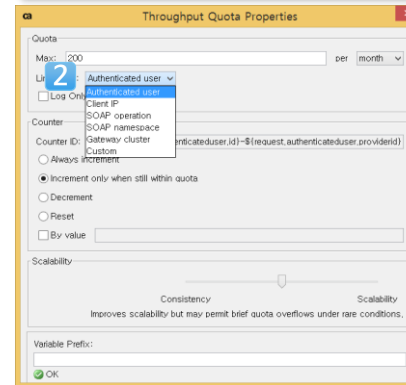 ca Throughput Quota Properties
Quota
Max: 200 per month
2 Authenticated user
Log Only
Authenticated user
Client IP
SOAP operation
SOAP namespace
Gateway cluster
Custom
Counter
Counter ID: enticateduser,id}-${request,authenticateduser,providerid}
Always increment
Increment only when still within quota
Decrement
Reset
By value
Scalability
Consistency Scalability
Improves scalability but may permit brief quota overflows under rare conditions,
Variable Prefix:
OK